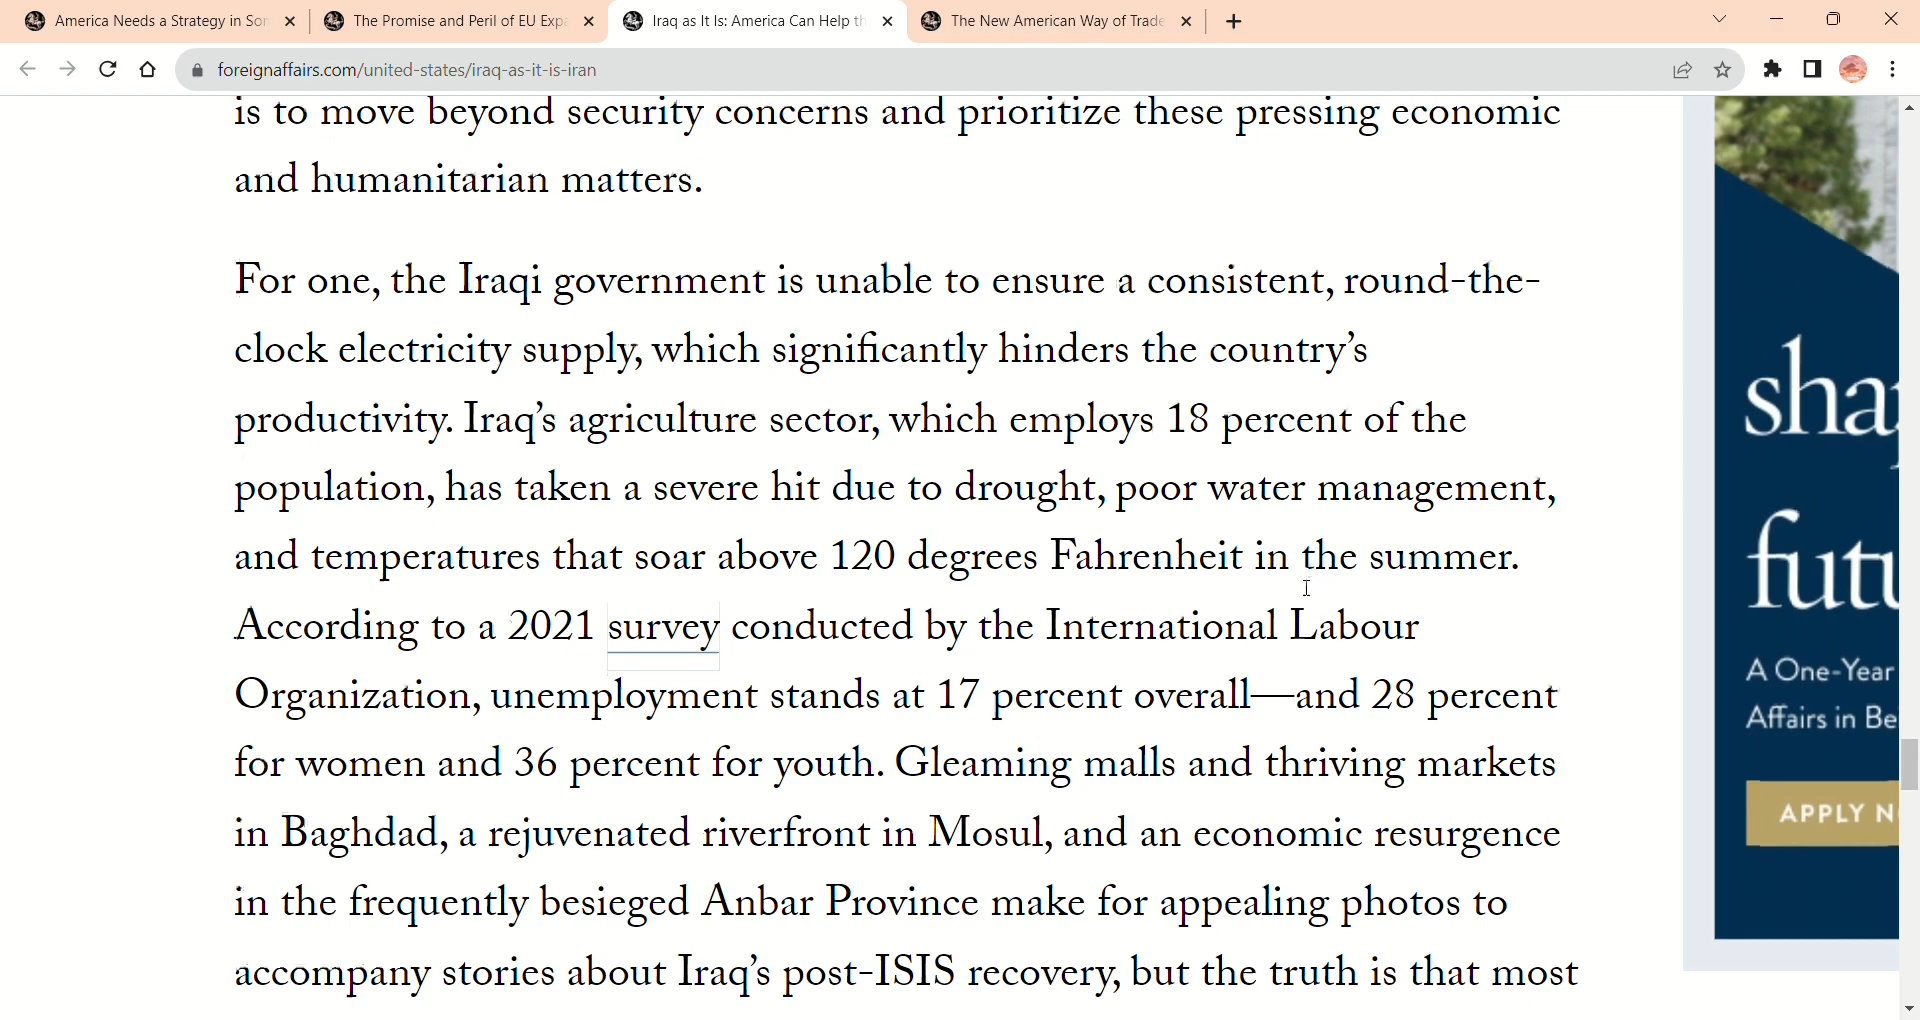 America Needs a Strategy in Som
The Promise and Peril of EU Expa
Iraq as It Is: America Can Help th
The New American Way of Trade
foreignaffairs.com/united-states/iraq-as-it-is-iran
is to move beyond security concerns and prioritize these pressing economic
and humanitarian matters.
For one, the Iraqi government is unable to ensure a consistent, round-the-
clock electricity supply, which significantly hinders the country’s
productivity. Iraq’s agriculture sector, which employs 18 percent of the
population, has taken a severe hit due to drought, poor water management,
and temperatures that soar above 120 degrees Fahrenheit in the summer.
According to a 2021 survey conducted by the International Labour
Organization, unemployment stands at 17 percent overall—and 28 percent
for women and 36 percent for youth. Gleaming malls and thriving markets
in Baghdad, a rejuvenated riverfront in Mosul, and an economic resurgence
in the frequently besieged Anbar Province make for appealing photos to
accompany stories about Iraq’s post-ISIS recovery, but the truth is that most
sha
futu
A One-Year
Affairs in Be
APPLY N